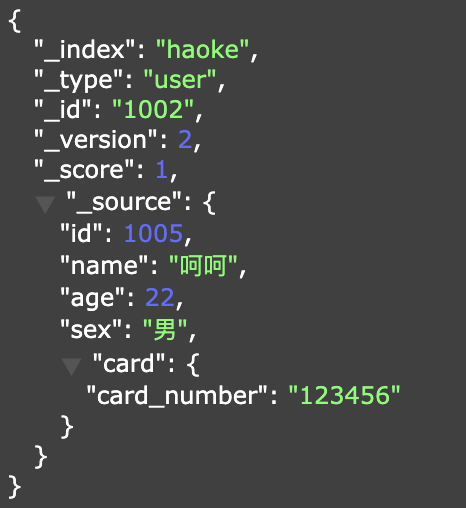 {
"_index": "haoke",
"_type": "user",
"_id": "1002",
"_version": 2,
"_score": 1,
"_source": {
"id": 1005,
"name": "呵呵",
"age": 22,
"sex": "男",
"card": {
"card_number": "123456"
}
}
}